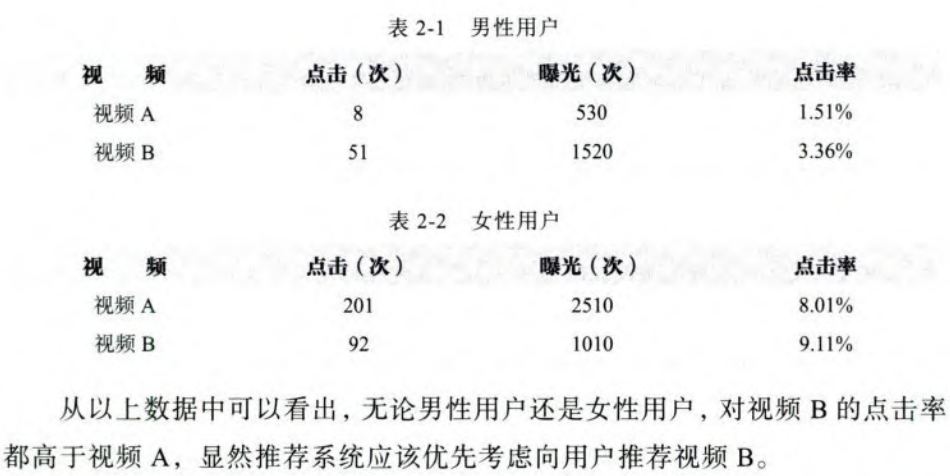 表 2-1 男性用户
视 频 点击（次） 曝光（次） 点击率
视频 A 8 530 1.51%
视频 B 51 1520 3.36%
表 2-2 女性用户
视 频 点击（次） 曝光（次） 点击率
视频 A 201 2510 8.01%
视频 B 92 1010 9.11%
从以上数据中可以看出，无论男性用户还是女性用户，对视频 B 的点击率
都高于视频 A，显然推荐系统应该优先考虑向用户推荐视频 B。